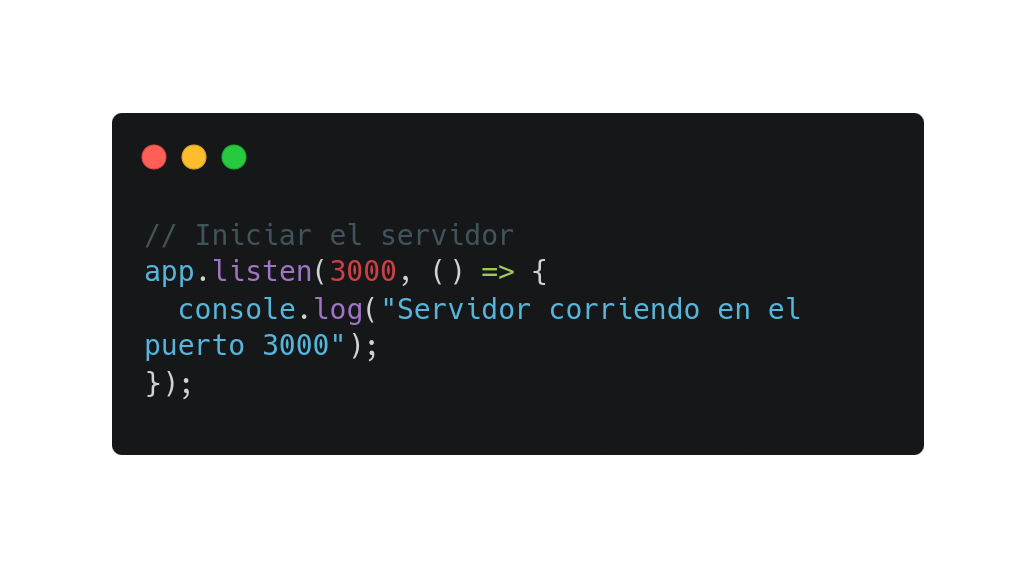 // Iniciar el servidor
app.listen(3000, () => {
  console.log("Servidor corriendo en el
puerto 3000");
});